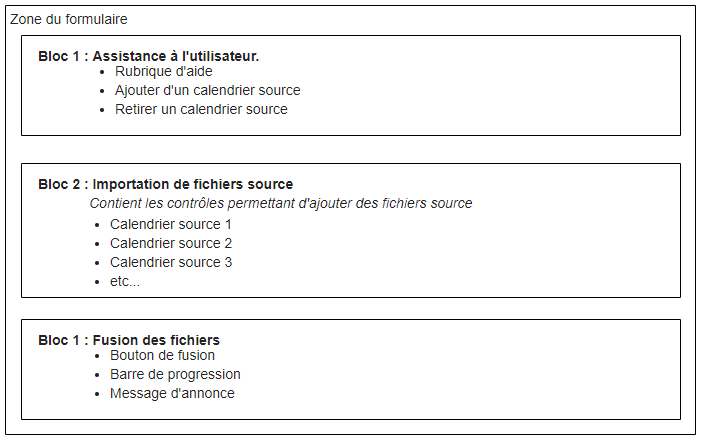 Zone du formulaire
Bloc 1 : Assistance à l'utilisateur.
• Rubrique d'aide
• Ajouter d'un calendrier source
• Retirer un calendrier source
Bloc 2 : Importation de fichiers source
Contient les contrôles permettant d'ajouter des fichiers source
• Calendrier source 1
• Calendrier source 2
• Calendrier source 3
• etc...
Bloc 1 : Fusion des fichiers
• Bouton de fusion
• Barre de progression
• Message d'annonce